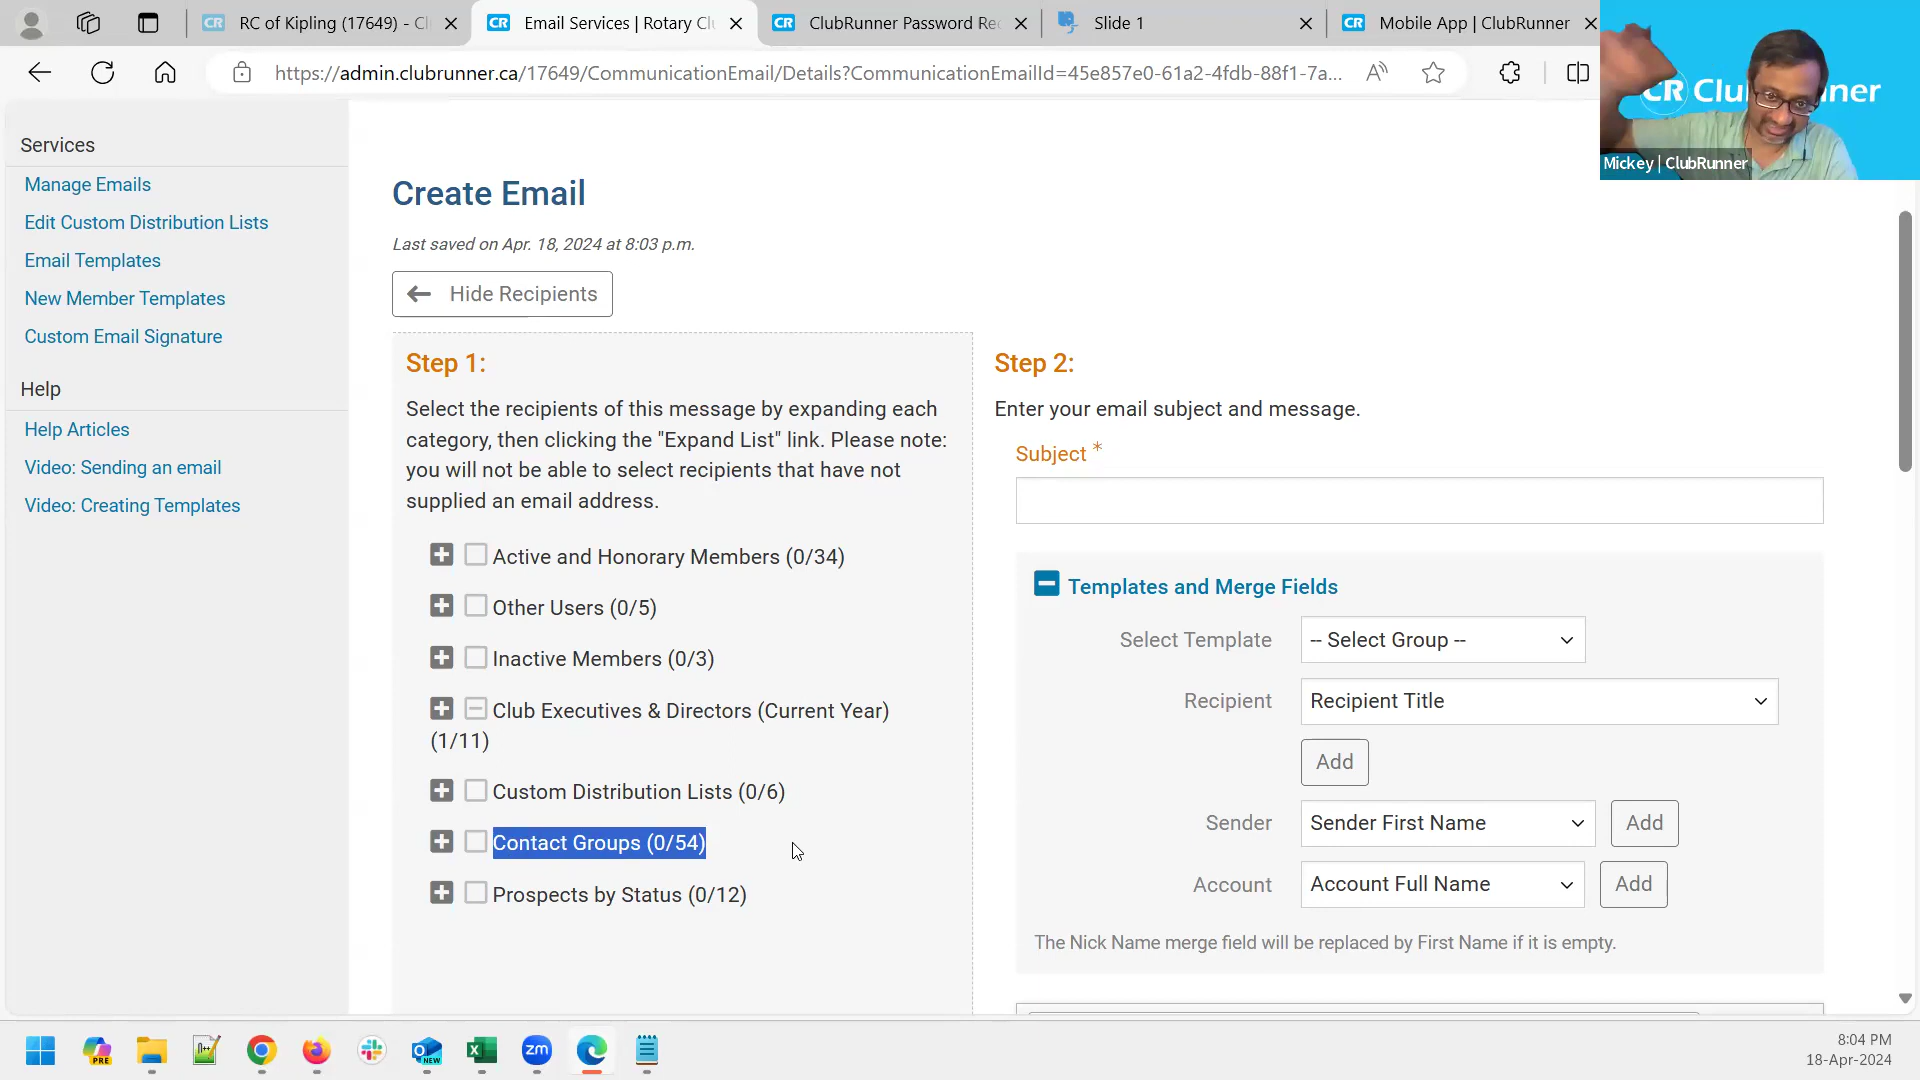 RC of Kipling (17649) - Cl
Email Services | Rotary Clu
ClubRunner Password Re
Slide 1
Mobile App | ClubRunner
https://admin.clubrunner.ca/17649/CommunicationEmail/Details?CommunicationEmailId=45e857e0-61a2-4fdb-88f1-7a...
Mickey | ClubRunner
Services
Manage Emails
Edit Custom Distribution Lists
Email Templates
New Member Templates
Custom Email Signature
Help
Help Articles
Video: Sending an email
Video: Creating Templates
Create Email
Last saved on Apr. 18, 2024 at 8:03 p.m.
Hide Recipients
Step 1:
Select the recipients of this message by expanding each
category, then clicking the "Expand List" link. Please note:
you will not be able to select recipients that have not
supplied an email address.
Active and Honorary Members (0/34)
Other Users (0/5)
Inactive Members (0/3)
Club Executives & Directors (Current Year)
(1/11)
Custom Distribution Lists (0/6)
Contact Groups (0/54)
Prospects by Status (0/12)
Step 2:
Enter your email subject and message.
Subject *
Templates and Merge Fields
Select Template -- Select Group --
Recipient Recipient Title
Add
Sender Sender First Name Add
Account Account Full Name Add
The Nick Name merge field will be replaced by First Name if it is empty.
8:04 PM
18-Apr-2024